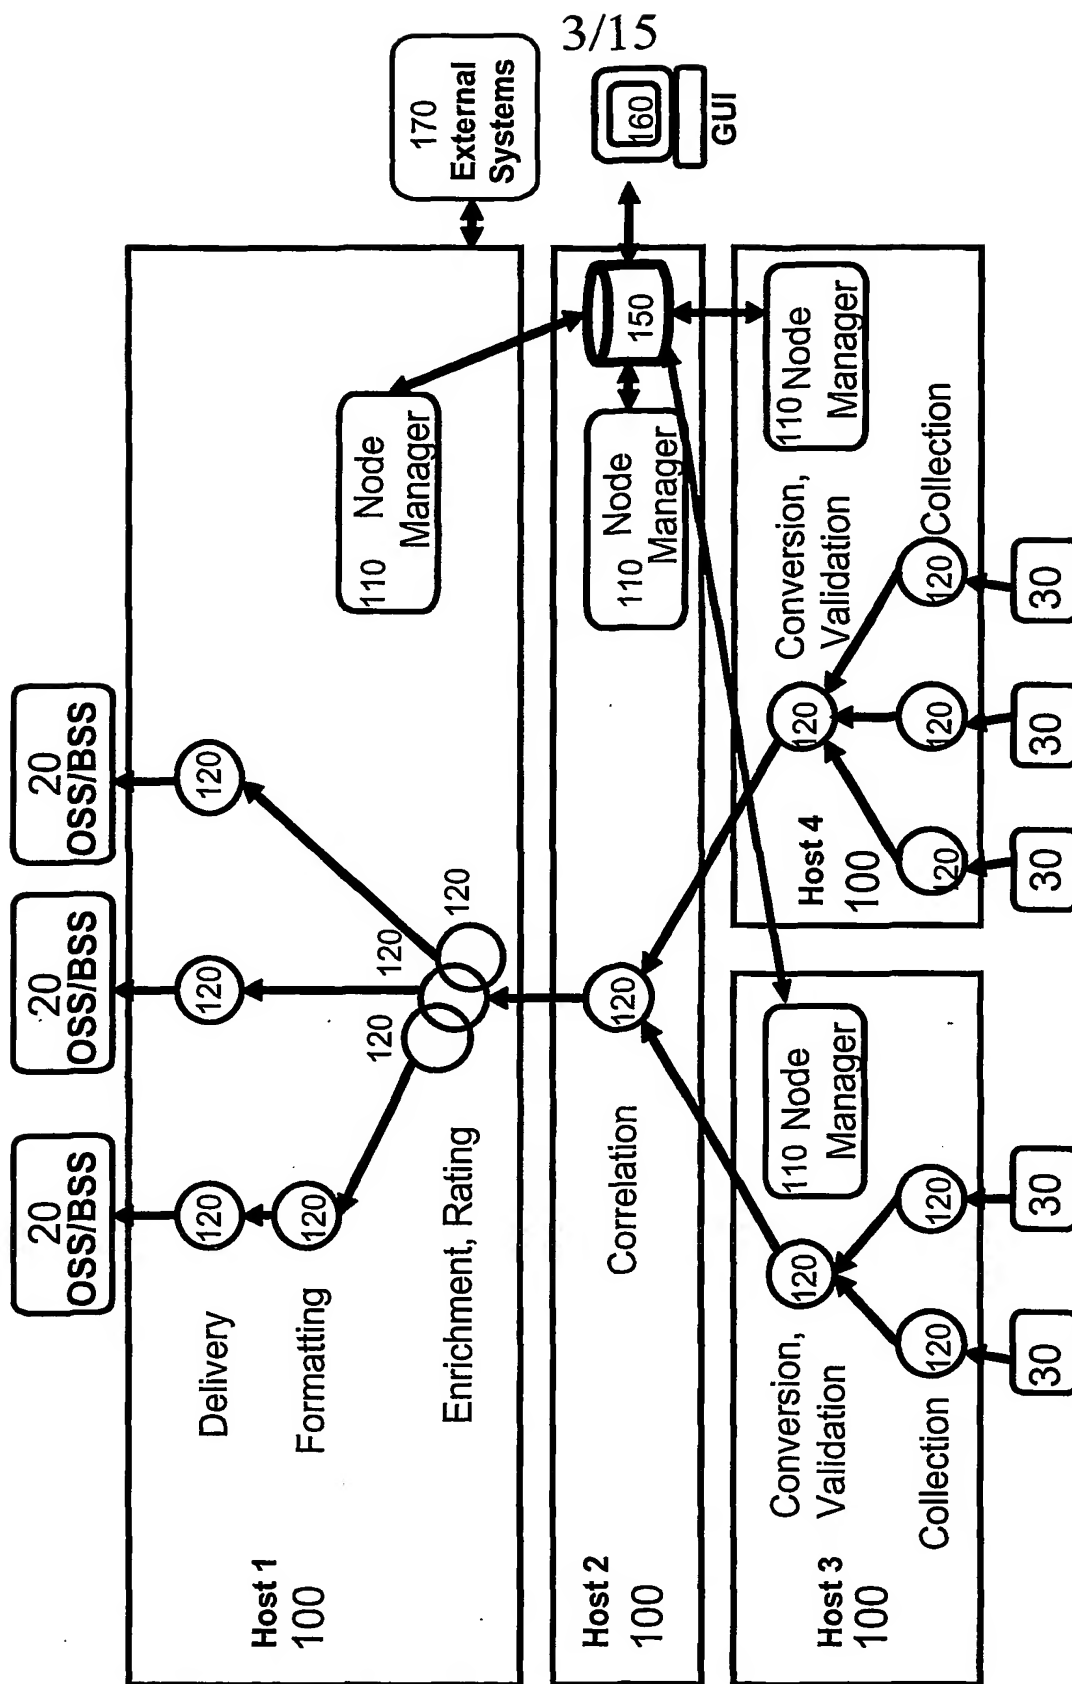 3/15
20
OSS/BSS
20
OSS/BSS
20
OSS/BSS
170
External
Systems
Host 1
100
Delivery
120
120
120
Formatting
120
Enrichment, Rating
120
120
120
110 Node
Manager
160
GUI
Host 2
100
Correlation
120
110 Node
Manager
150
Host 3
100
Conversion,
Validation
120
Collection
120
120
110 Node
Manager
Host 4
100
Conversion,
Validation
120
Collection
120
120
120
110 Node
Manager
30
30
30
30
30